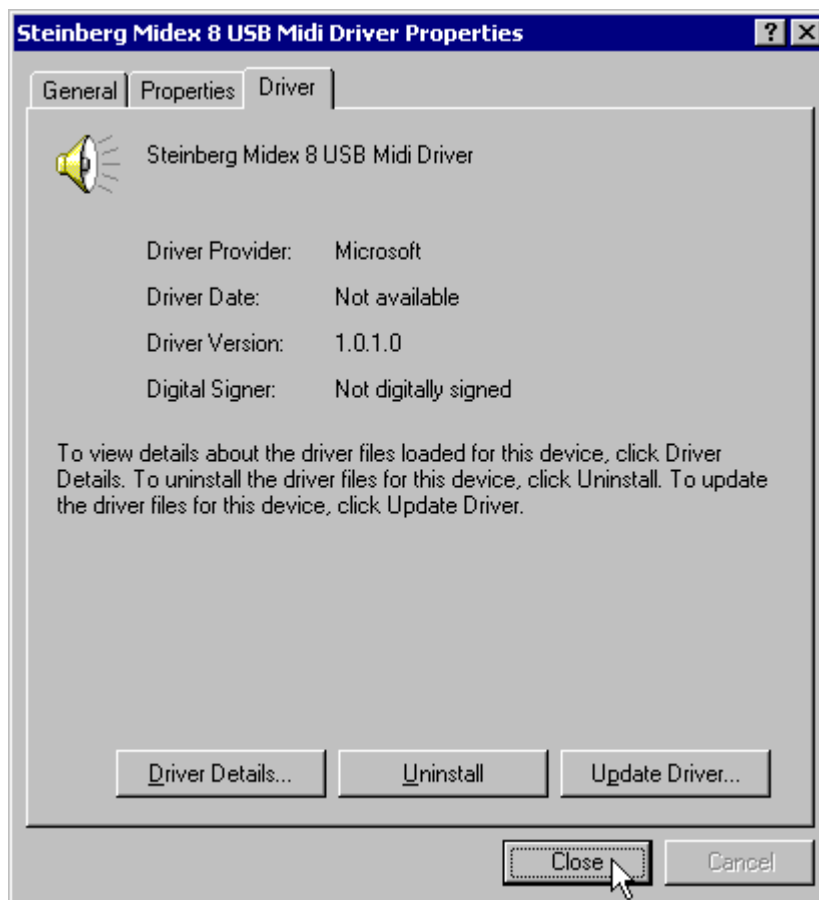 Steinberg Midex 8 USB Midi Driver Properties
General Properties Driver
Steinberg Midex 8 USB Midi Driver
Driver Provider: Microsoft
Driver Date: Not available
Driver Version: 1.0.1.0
Digital Signer: Not digitally signed
To view details about the driver files loaded for this device, click Driver
Details. To uninstall the driver files for this device, click Uninstall. To update
the driver files for this device, click Update Driver.
Driver Details... Uninstall Update Driver...
Close Cancel